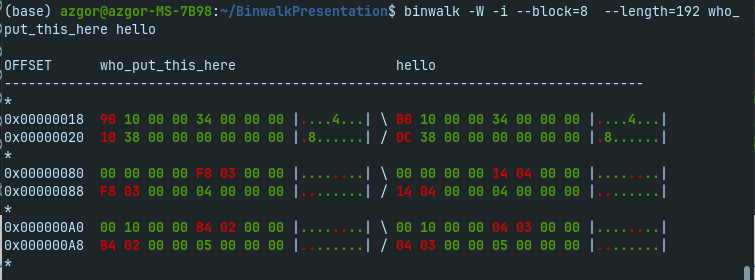 (base) azgor@azgor-MS-7B98:~/BinwalkPresentation$ binwalk -W -i --block=8  --length=192 who_
put_this_here hello
OFFSET      who_put_this_here                    hello
--------------------------------------------------------------------------------
*
0x00000018  90 10 00 00 34 00 00 00 |....4...| \ B0 10 00 00 34 00 00 00 |....4...|
0x00000020  10 38 00 00 00 00 00 00 |.8......| / 0C 38 00 00 00 00 00 00 |.8......|
*
0x00000080  00 00 00 00 F8 03 00 00 |........| \ 00 00 00 00 14 04 00 00 |........|
0x00000088  F8 03 00 00 04 00 00 00 |........| / 14 04 00 00 04 00 00 00 |........|
*
0x000000A0  00 10 00 00 B4 02 00 00 |........| \ 00 10 00 00 04 03 00 00 |........|
0x000000A8  B4 02 00 00 05 00 00 00 |........| / 04 03 00 00 05 00 00 00 |........|
*